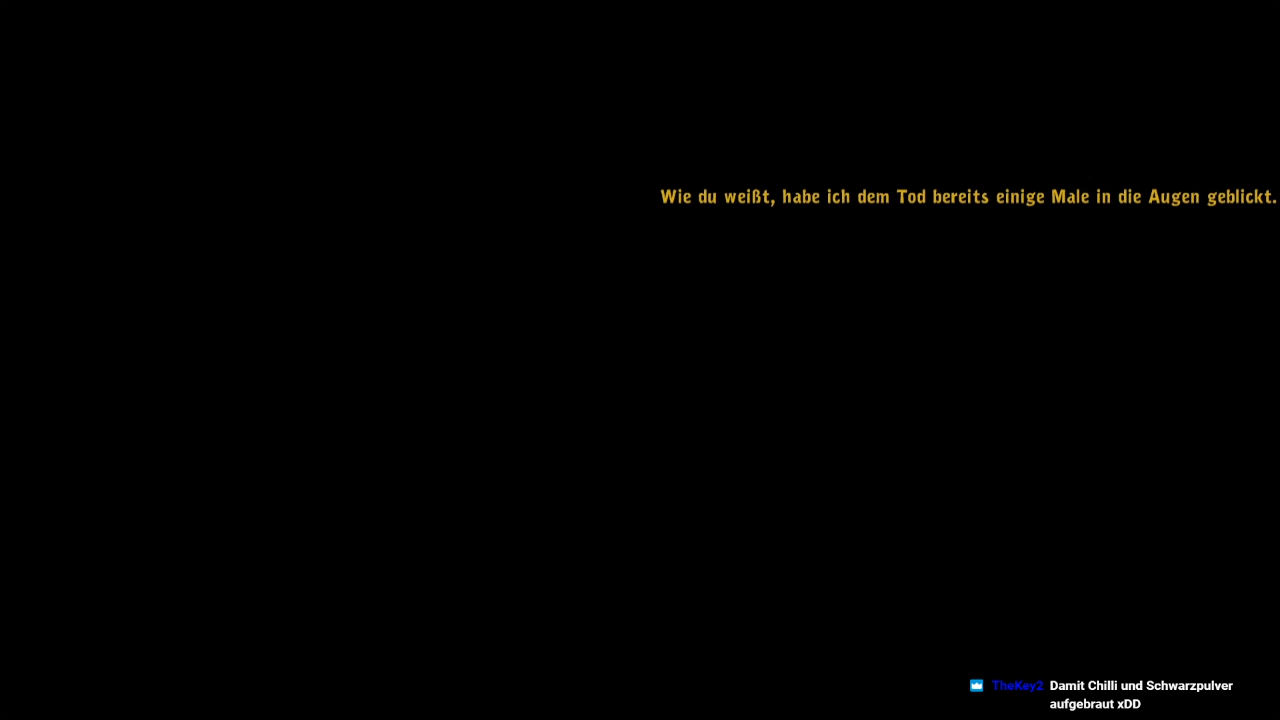 Wie du weißt, habe ich dem Tod bereits einige Male in die Augen geblickt.
TheKey2 Damit Chilli und Schwarzpulver
aufgebraut xDD